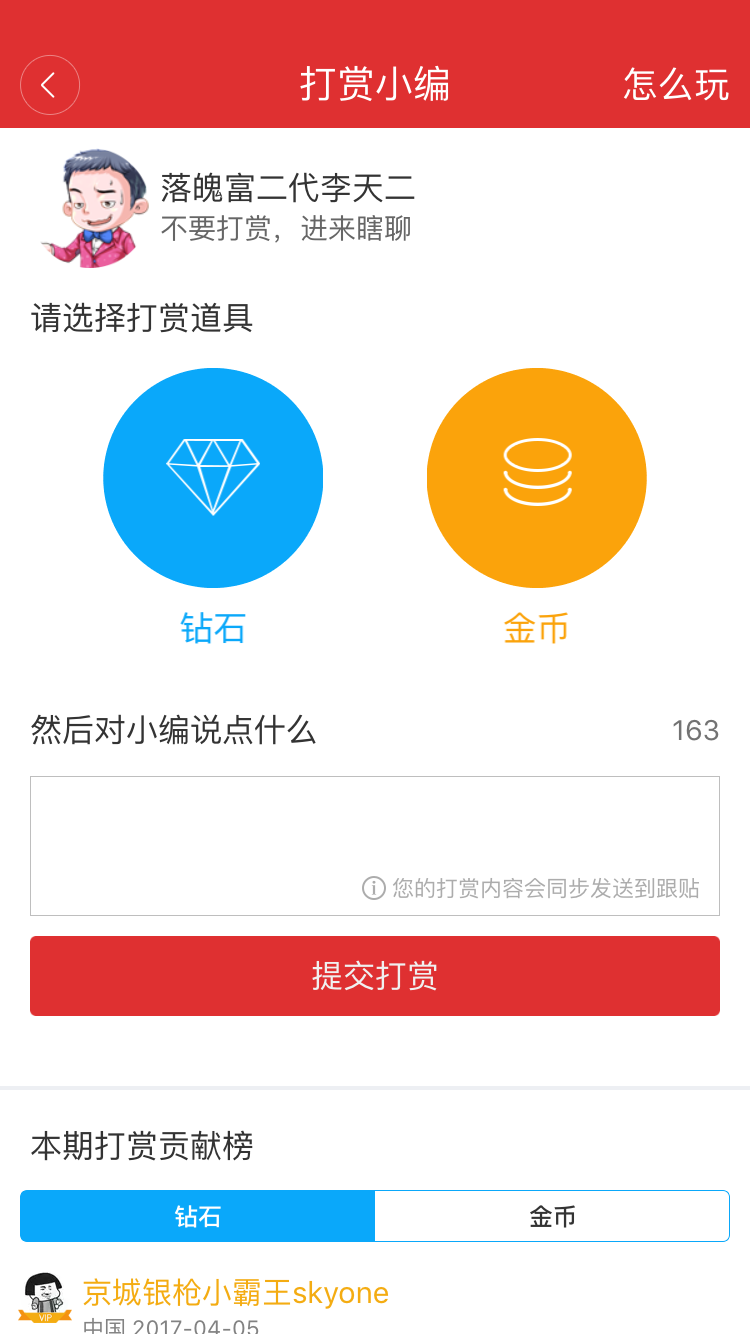 打赏小编
怎么玩
落魄富二代李天二
不要打赏，进来瞎聊
请选择打赏道具
钻石
金币
然后对小编说点什么
163
您的打赏内容会同步发送到跟贴
提交打赏
本期打赏贡献榜
钻石
金币
京城银枪小霸王skyone
VIP
中国 2017-04-05